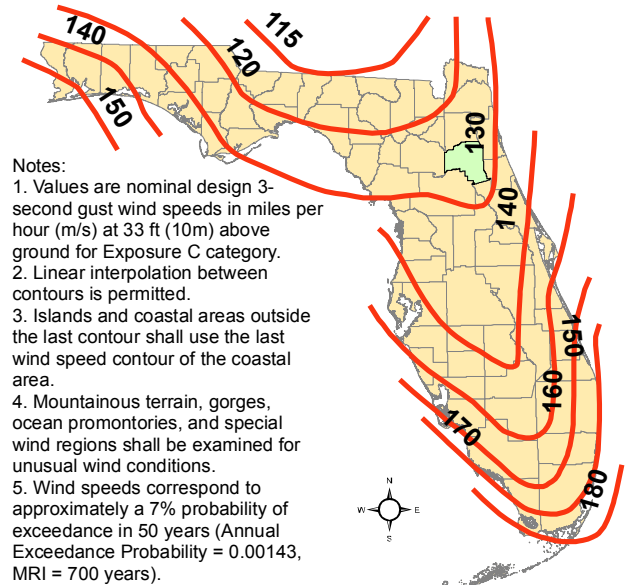 115
140
120
150
130
140
Notes:
1. Values are nominal design 3-
second gust wind speeds in miles per
hour (m/s) at 33 ft (10m) above
ground for Exposure C category.
2. Linear interpolation between
contours is permitted.
3. Islands and coastal areas outside
the last contour shall use the last
wind speed contour of the coastal
area.
4. Mountainous terrain, gorges,
ocean promontories, and special
wind regions shall be examined for
unusual wind conditions.
5. Wind speeds correspond to
approximately a 7% probability of
exceedance in 50 years (Annual
Exceedance Probability = 0.00143,
MRI = 700 years).
150
160
170
180
N
W E
S